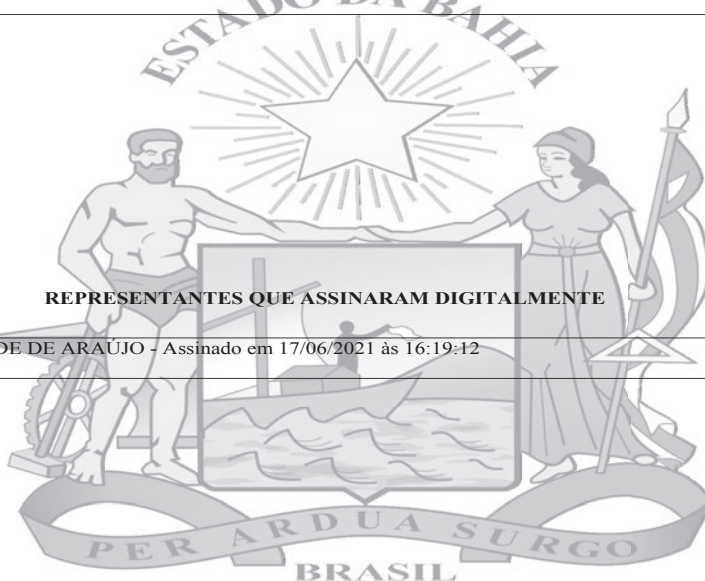 ESTADO DA BAHIA
REPRESENTANTES QUE ASSINARAM DIGITALMENTE
DE DE ARAÚJO - Assinado em 17/06/2021 às 16:19:12
PER ARDUA SURGO
BRASIL